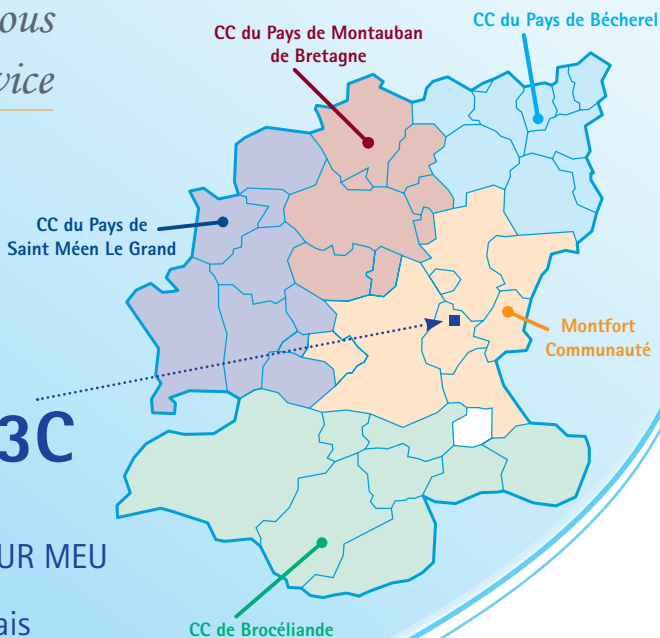 ous
vice
CC du Pays de Montauban
de Bretagne
CC du Pays de Bécherel
CC du Pays de
Saint Méen Le Grand
Montfort
Communauté
3C
UR MEU
ais
CC de Brocéliande